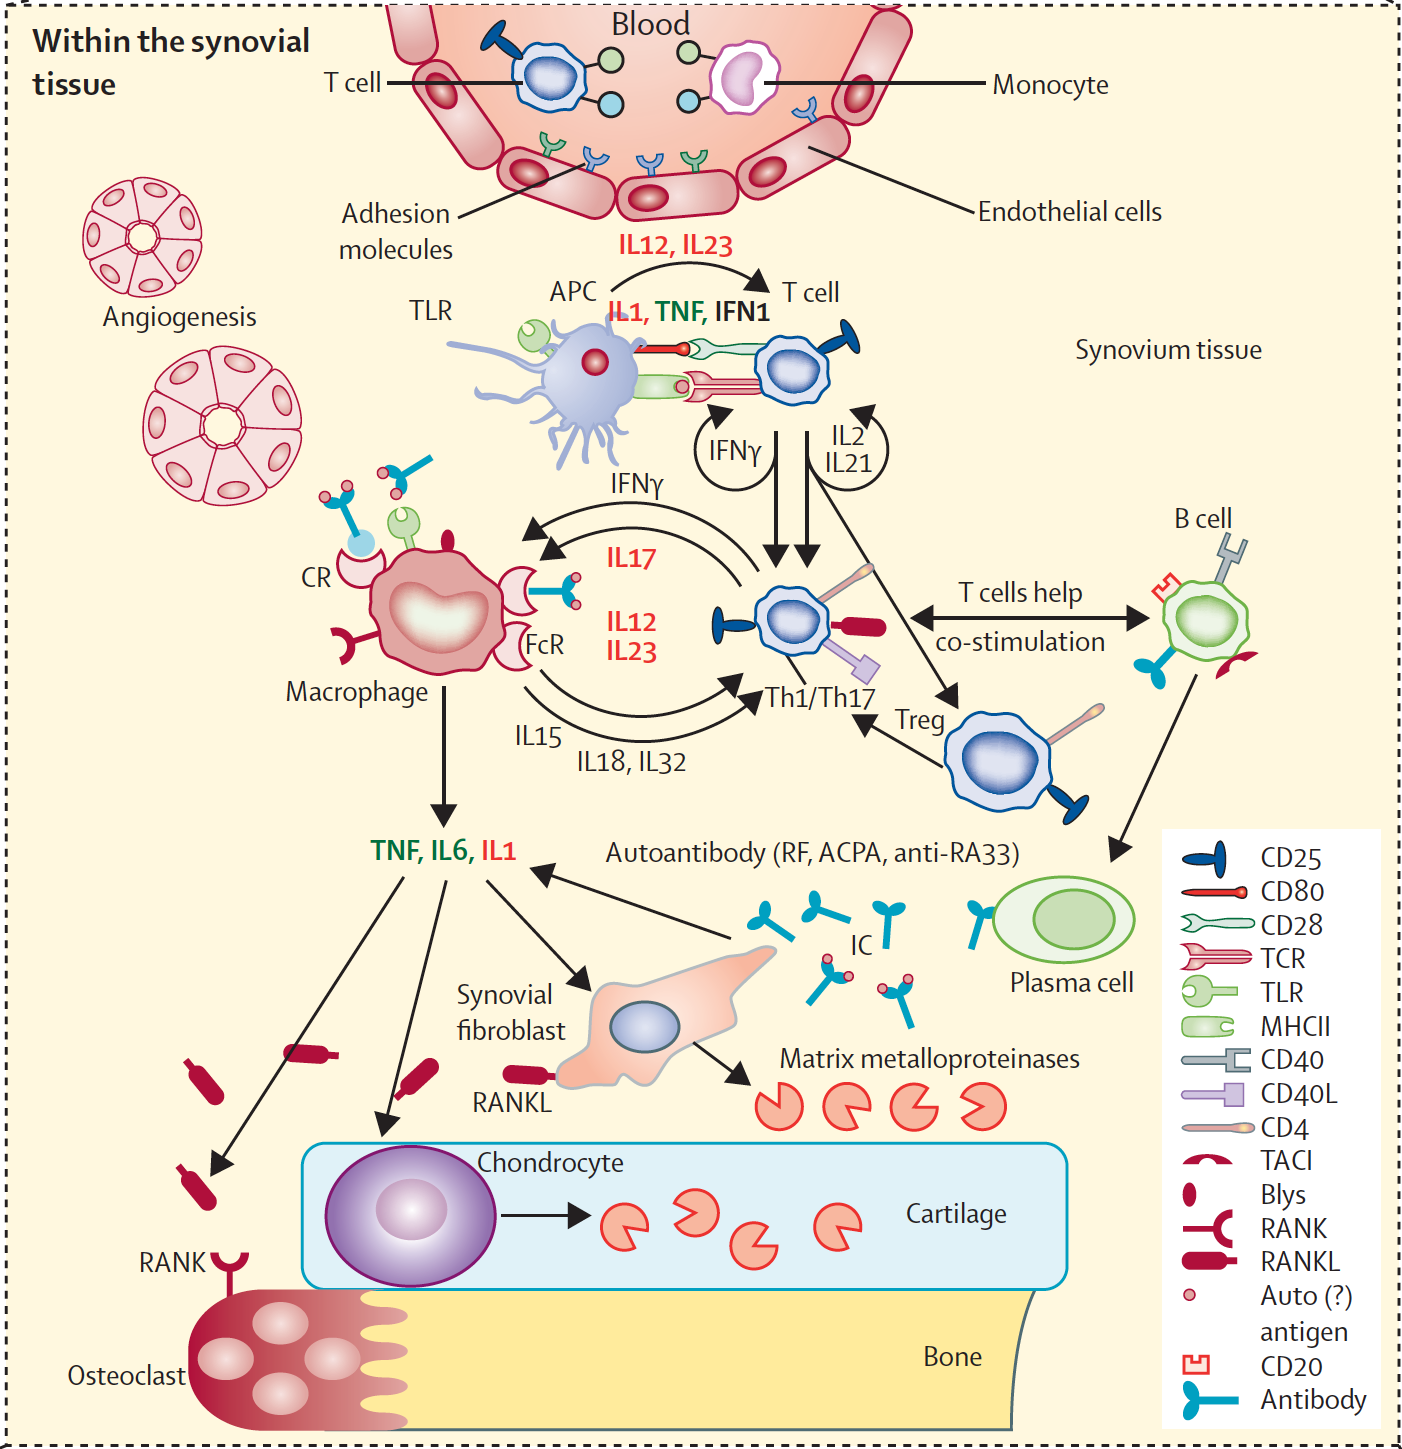 Within the synovial
tissue
Blood
T cell
Monocyte
Adhesion
molecules
Endothelial cells
IL12, IL23
Angiogenesis
TLR
APC
T cell
IL1, TNF, IFN1
Synovium tissue
IFNγ
IL2
IL21
IFNγ
IL17
IL12
IL23
CR
FcR
Macrophage
B cell
T cells help
co-stimulation
Th1/Th17
Treg
IL15
IL18, IL32
TNF, IL6, IL1
Autoantibody (RF, ACPA, anti-RA33)
IC
Plasma cell
Synovial
fibroblast
RANKL
Matrix metalloproteinases
Chondrocyte
Cartilage
RANK
Osteoclast
Bone
CD25
CD80
CD28
TCR
TLR
MHCII
CD40
CD40L
CD4
TACI
Blys
RANK
RANKL
Auto (?)
antigen
CD20
Antibody